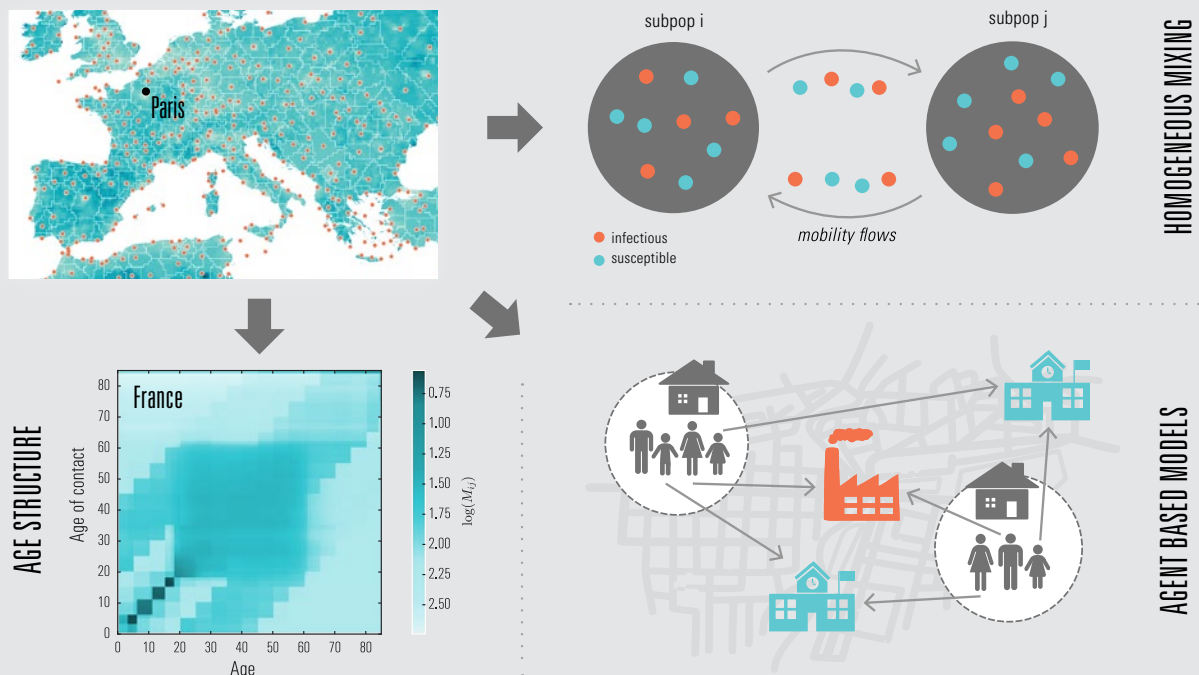 Paris
subpop i
subpop j
infectious
susceptible
mobility flows
HOMOGENEOUS MIXING
AGE STRUCTURE
France
Age of contact
80
70
60
50
40
30
20
10
0
0 10 20 30 40 50 60 70 80
Age
0.75
1.00
1.25
1.50
1.75
2.00
2.25
2.50
log(M_{ij})
AGENT BASED MODELS